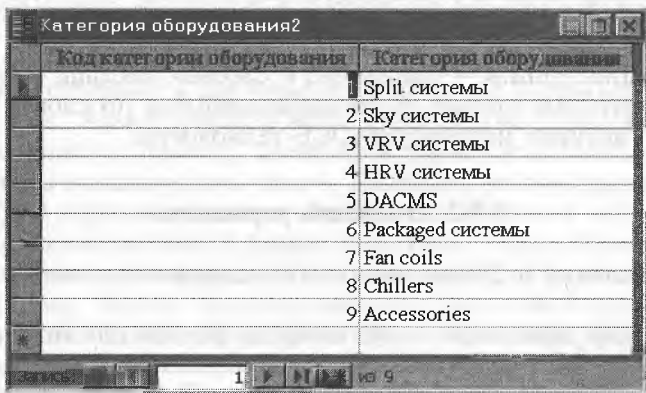 Категория оборудования2
Код категории оборудования Категория оборудования
1 Split системы
2 Sky системы
3 VRV системы
4 HRV системы
5 DACMS
6 Packaged системы
7 Fan coils
8 Chillers
9 Accessories
Запись: 1 из 9